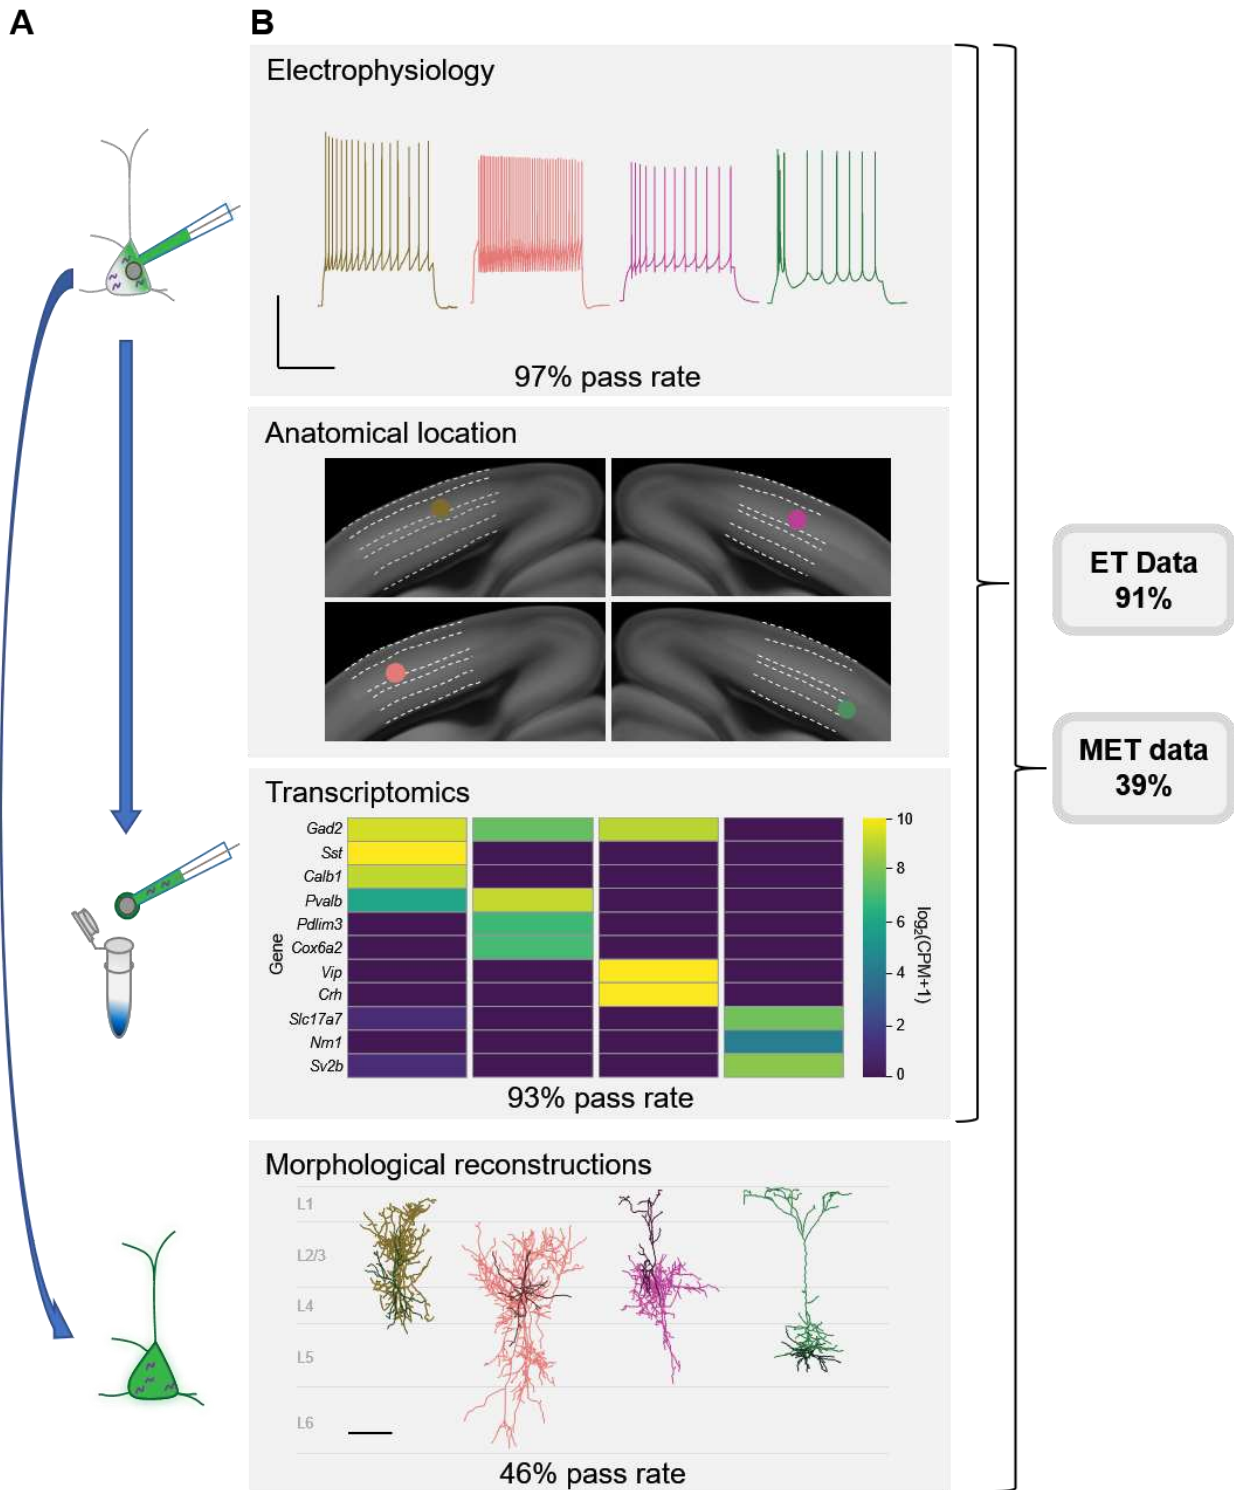 A
B
Electrophysiology
97% pass rate
Anatomical location
ET Data
91%
MET data
39%
Transcriptomics
Gene
Gad2
Sst
Calb1
Pvalb
Pdlim3
Cox6a2
Vip
Crh
Slc17a7
Nrn1
Sv2b
10
8
6
4
2
0
log2(CPM+1)
93% pass rate
Morphological reconstructions
L1
L2/3
L4
L5
L6
46% pass rate